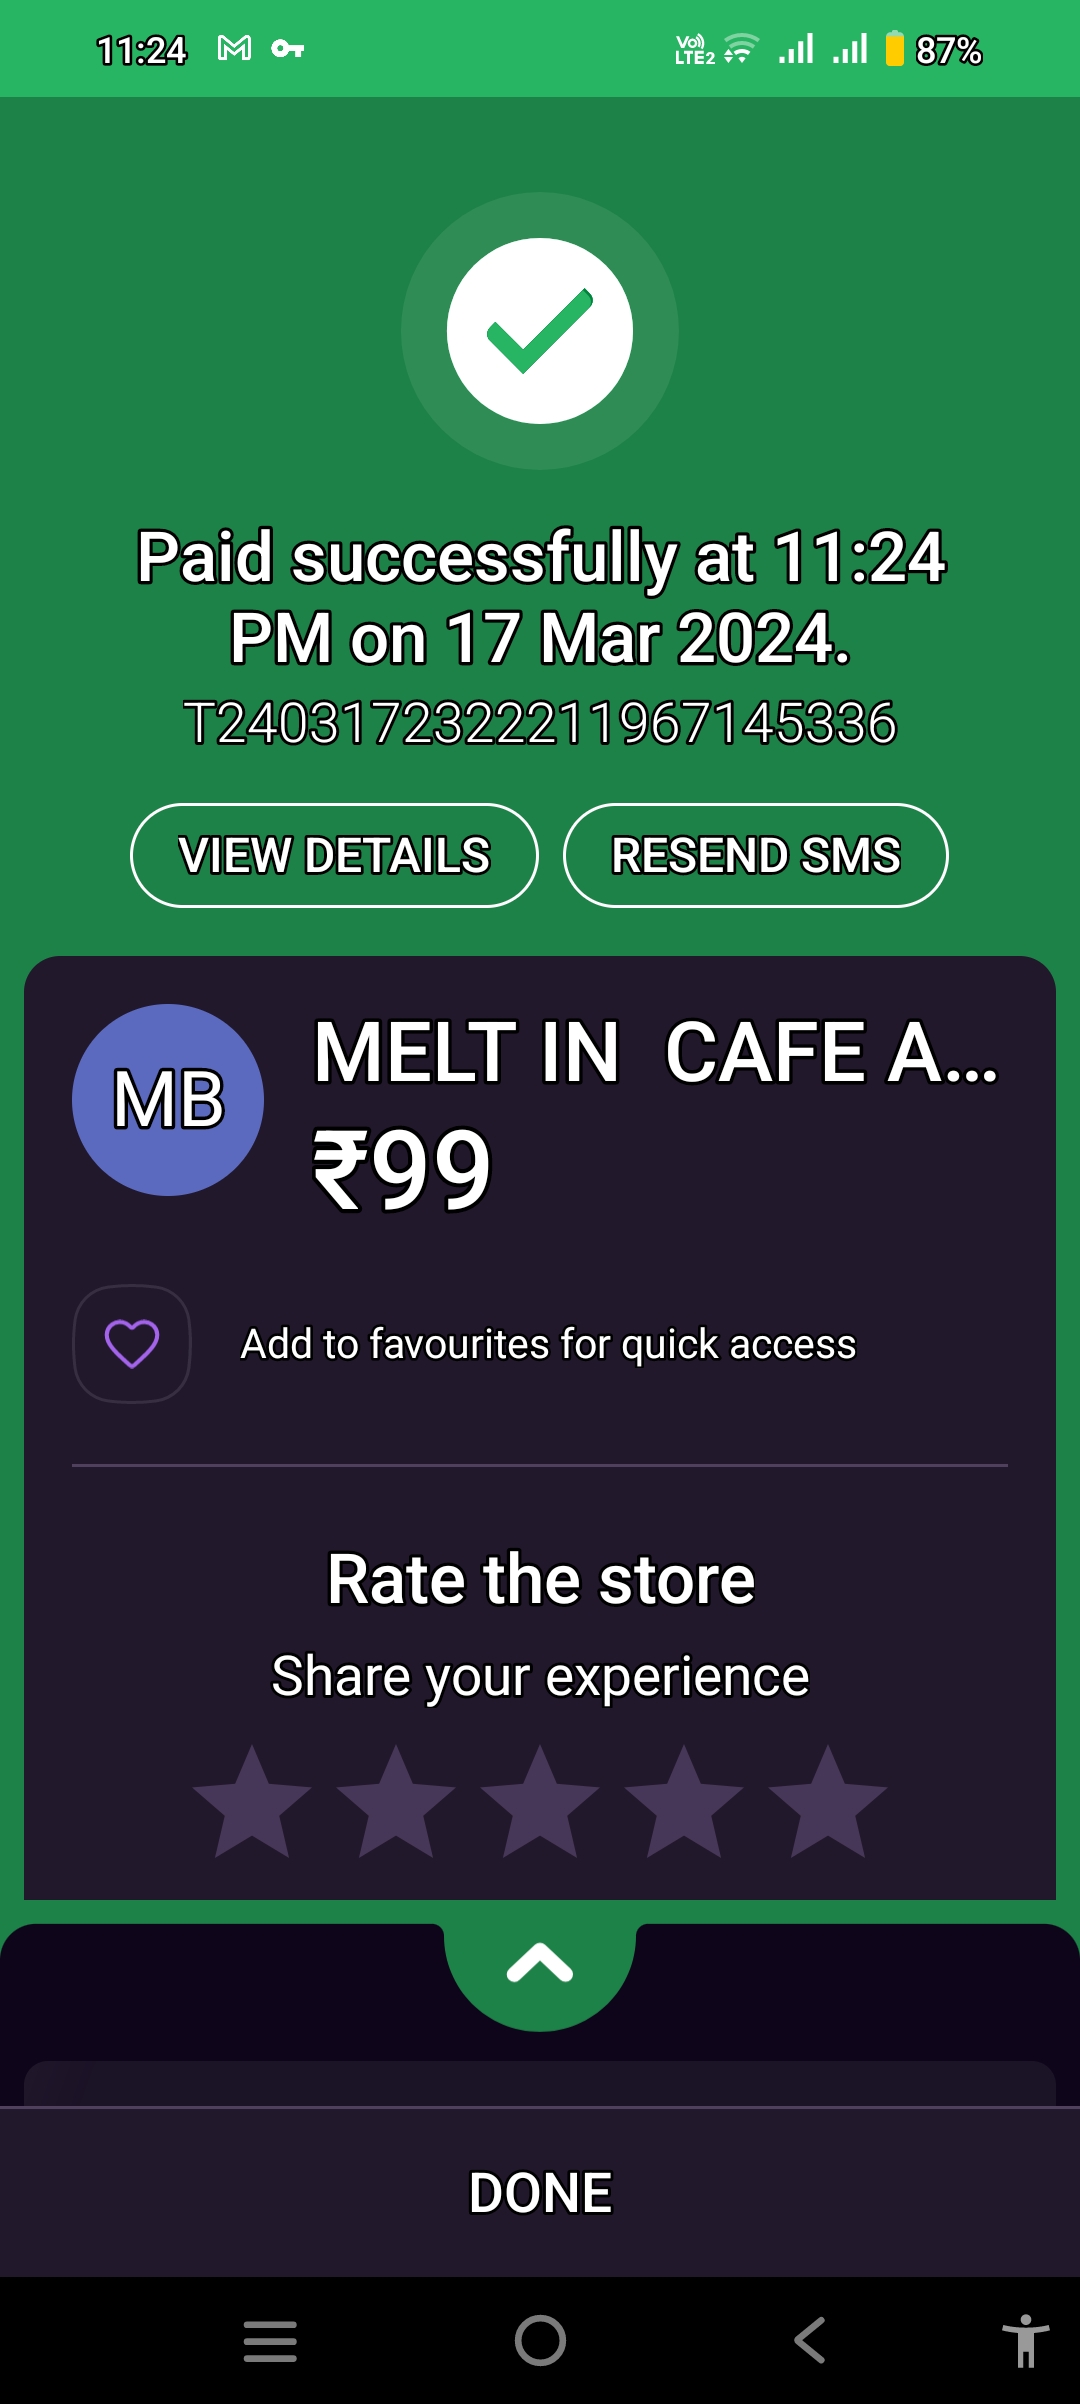 11:24 Vo) LTE2 87%
Paid successfully at 11:24
PM on 17 Mar 2024.
T2403172322211967145336
VIEW DETAILS RESEND SMS
MB MELT IN  CAFE A...
₹99
Add to favourites for quick access
Rate the store
Share your experience
DONE